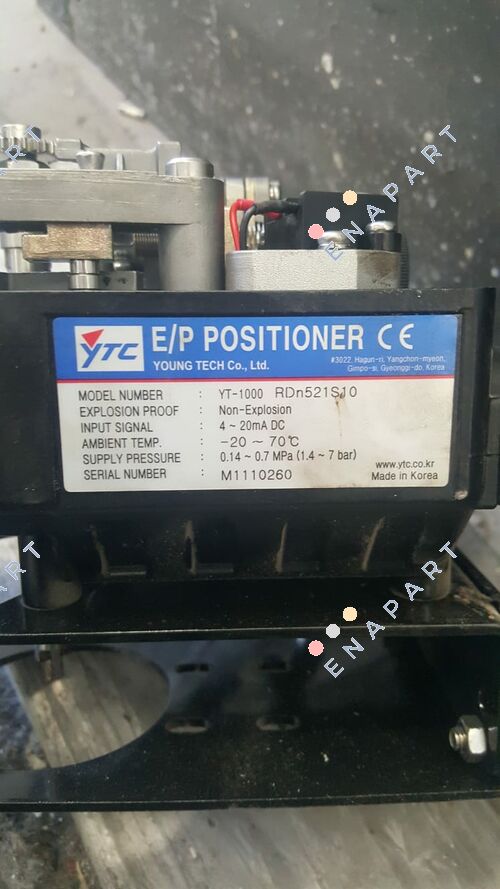 ENAPART
YTC
E/P POSITIONER CE
YOUNG TECH Co., Ltd.
#3022, Hagun-ri, Yangchon-myeon,
Gimpo-si, Gyeonggi-do, Korea
MODEL NUMBER : YT-1000 RDn521S10
EXPLOSION PROOF : Non-Explosion
INPUT SIGNAL : 4 ~ 20mA DC
AMBIENT TEMP. : -20 ~ 70℃
SUPPLY PRESSURE : 0.14 ~ 0.7 MPa (1.4 ~ 7 bar)
SERIAL NUMBER : M1110260
www.ytc.co.kr
Made in Korea
ENAPART
PART
PART